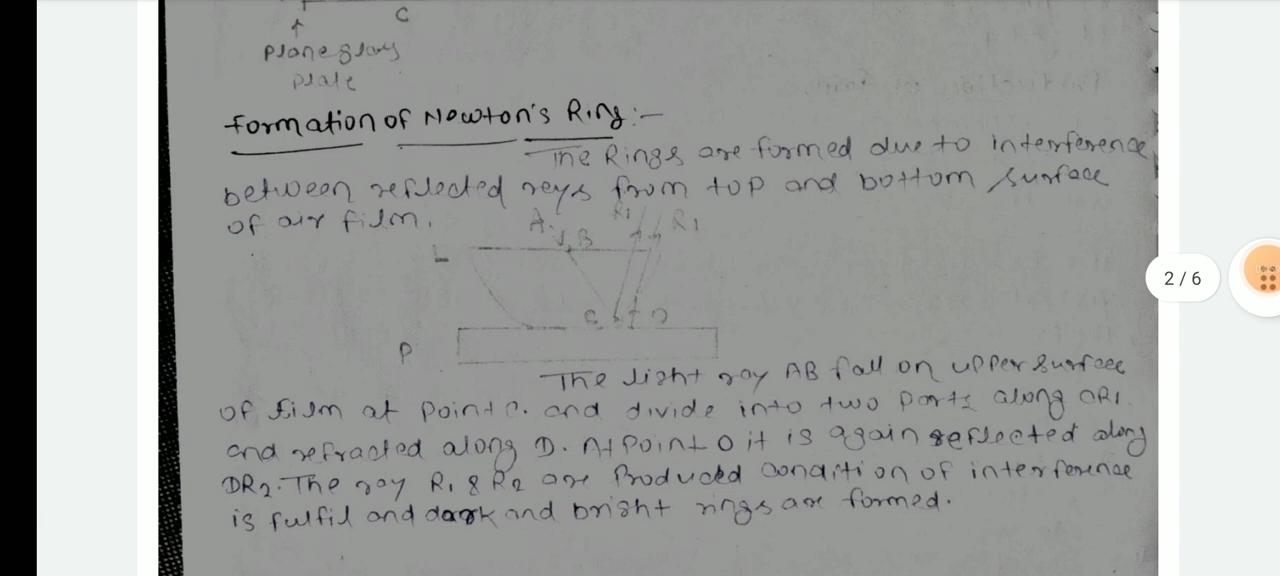 C
Plane glass
Plate
Formation of Newton's Ring:-
The Rings are formed due to interference
between reflected reys from top and bottom surface
of air film.
A B R1 R1
L
C D
P
The light ray AB fall on upper surface
of film at point C. and divide into two parts along CR1
and refracted along D. At Point D it is again reflected along
DR2. The ray R1 & R2 are Produced condition of interference
is fulfil and dark and bright rings are formed.
2 / 6